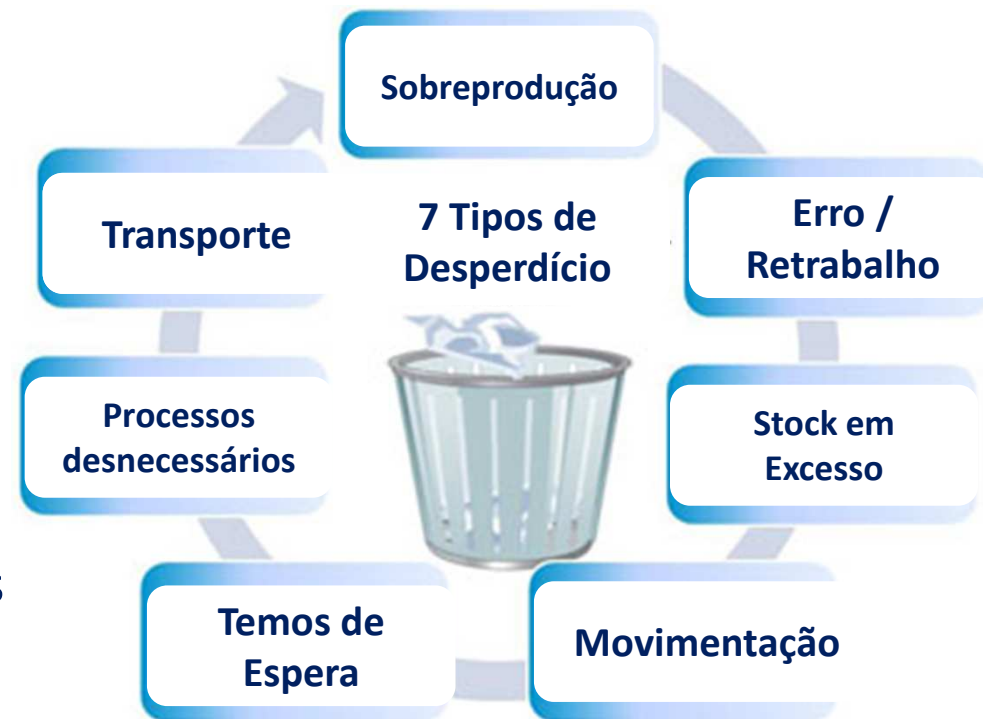 Sobreprodução
7 Tipos de
Desperdício
Erro /
Retrabalho
Stock em
Excesso
Movimentação
Temos de
Espera
Processos
desnecessários
Transporte
s